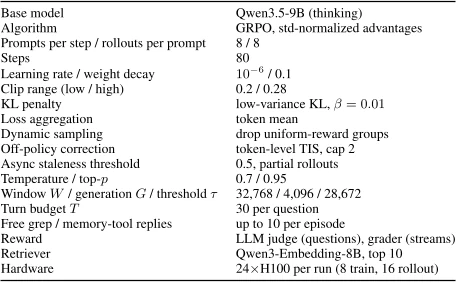 Base model Qwen3.5-9B (thinking)
Algorithm GRPO, std-normalized advantages
Prompts per step / rollouts per prompt 8 / 8
Steps 80
Learning rate / weight decay 10⁻⁶ / 0.1
Clip range (low / high) 0.2 / 0.28
KL penalty low-variance KL, β = 0.01
Loss aggregation token mean
Dynamic sampling drop uniform-reward groups
Off-policy correction token-level TIS, cap 2
Async staleness threshold 0.5, partial rollouts
Temperature / top-p 0.7 / 0.95
Window W / generation G / threshold τ 32,768 / 4,096 / 28,672
Turn budget T 30 per question
Free grep / memory-tool replies up to 10 per episode
Reward LLM judge (questions), grader (streams)
Retriever Qwen3-Embedding-8B, top 10
Hardware 24×H100 per run (8 train, 16 rollout)